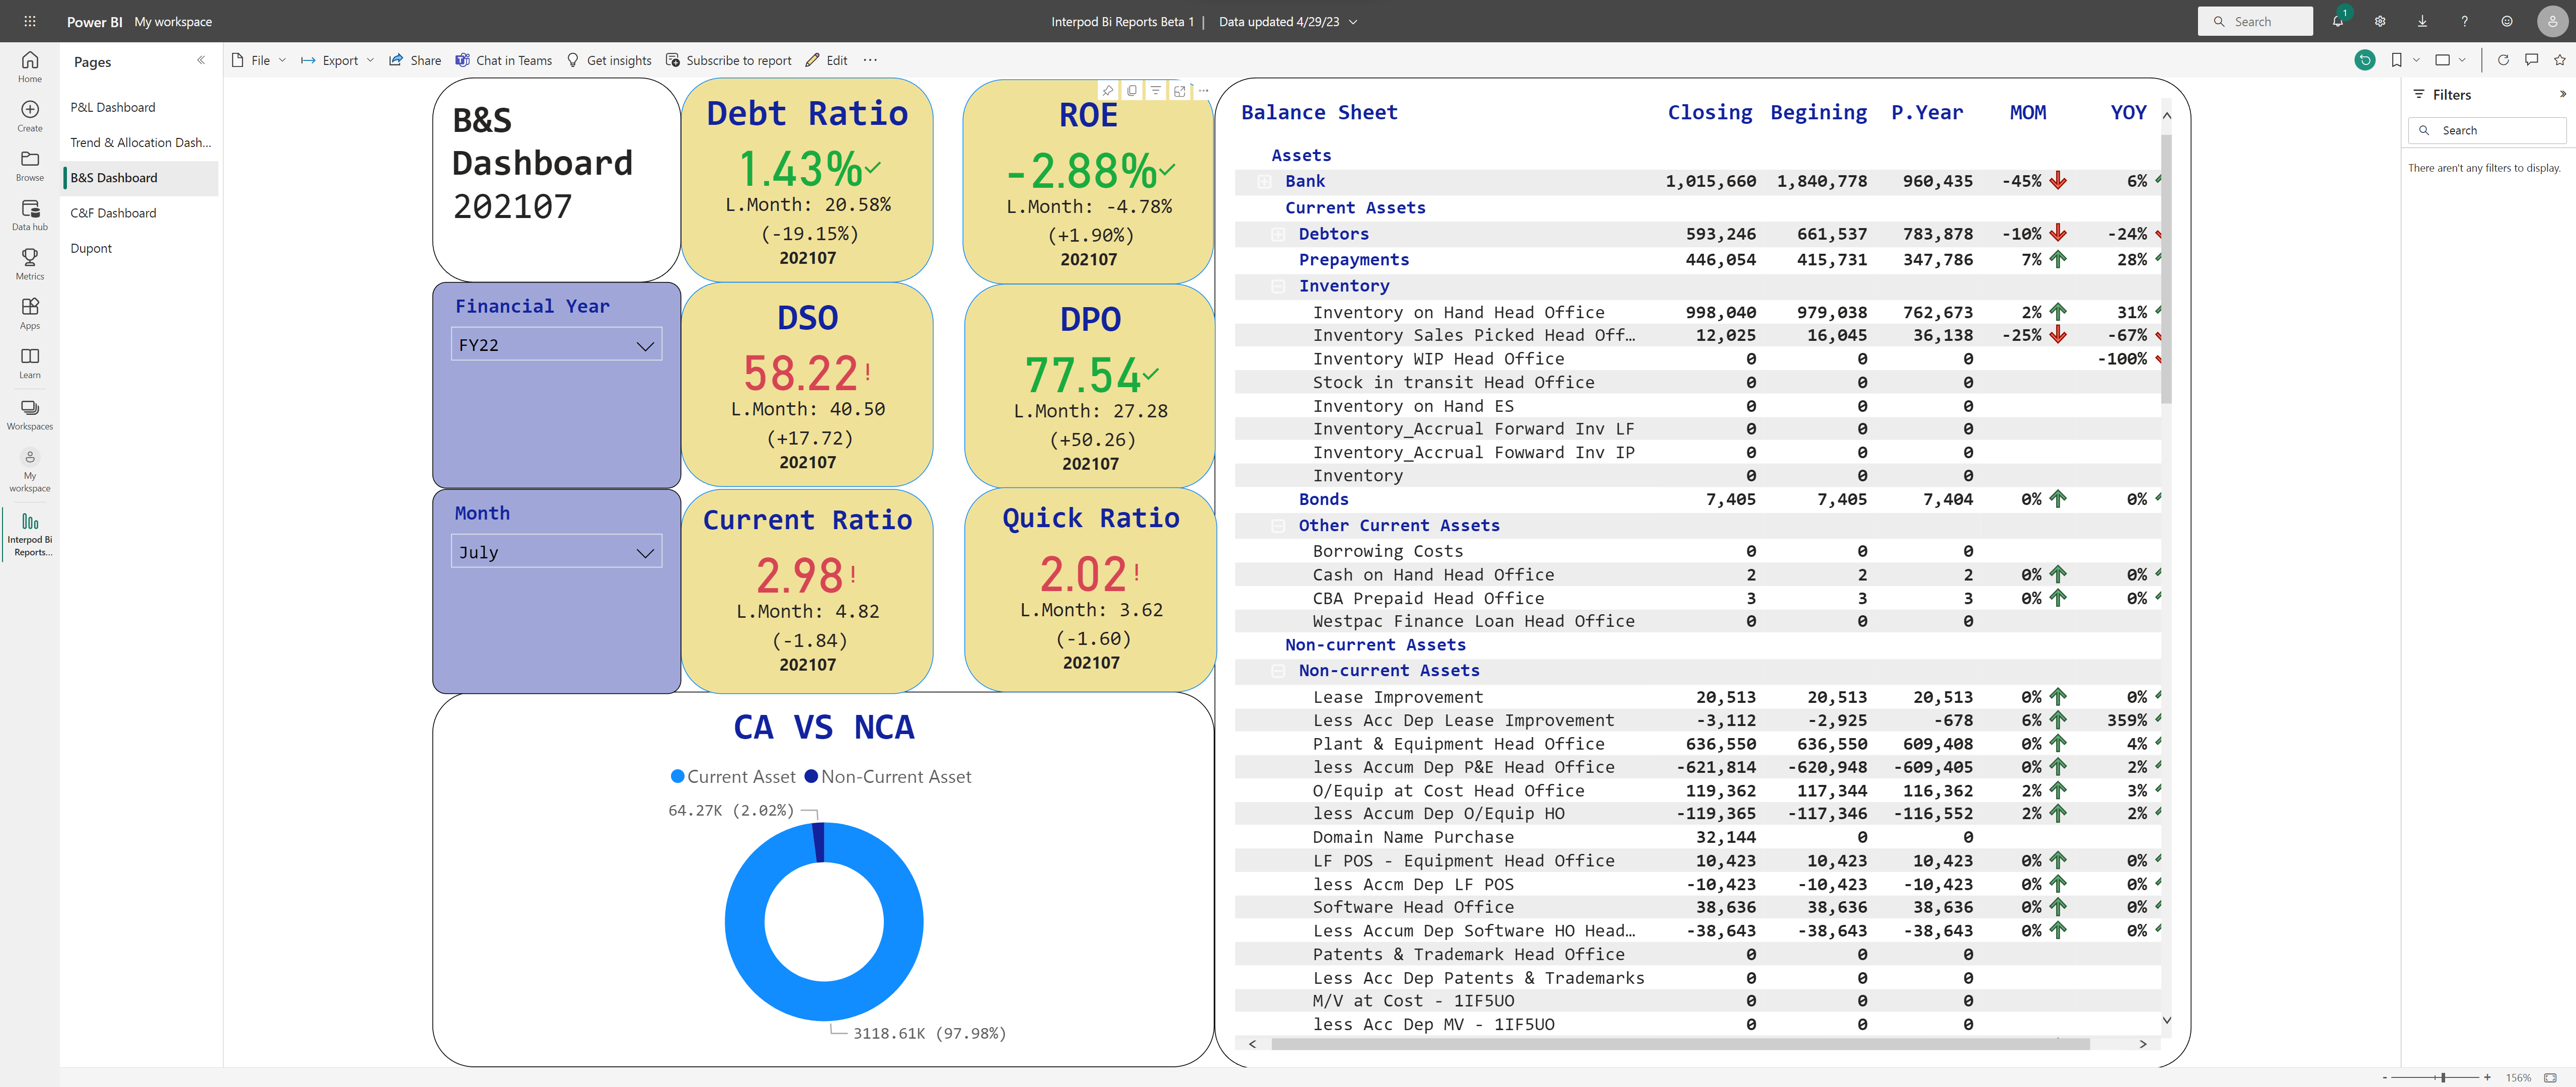 Power BI My workspace
Interpod Bi Reports Beta 1 | Data updated 4/29/23
Search
1
Home
Create
Browse
Data hub
Metrics
Apps
Learn
Workspaces
My workspace
Interpod Bi Reports...
Pages
P&L Dashboard
Trend & Allocation Dash...
B&S Dashboard
C&F Dashboard
Dupont
File Export Share Chat in Teams Get insights Subscribe to report Edit ...
B&S
Dashboard
202107
Debt Ratio
1.43%
L.Month: 20.58%
(-19.15%)
202107
ROE
-2.88%
L.Month: -4.78%
(+1.90%)
202107
Financial Year
FY22
DSO
58.22!
L.Month: 40.50
(+17.72)
202107
DPO
77.54
L.Month: 27.28
(+50.26)
202107
Month
July
Current Ratio
2.98!
L.Month: 4.82
(-1.84)
202107
Quick Ratio
2.02!
L.Month: 3.62
(-1.60)
202107
CA VS NCA
Current Asset Non-Current Asset
64.27K (2.02%)
3118.61K (97.98%)
Balance Sheet Closing Begining P.Year MOM YOY
Assets
Bank 1,015,660 1,840,778 960,435 -45% 6%
Current Assets
Debtors 593,246 661,537 783,878 -10% -24%
Prepayments 446,054 415,731 347,786 7% 28%
Inventory
Inventory on Hand Head Office 998,040 979,038 762,673 2% 31%
Inventory Sales Picked Head Off... 12,025 16,045 36,138 -25% -67%
Inventory WIP Head Office 0 0 0 -100%
Stock in transit Head Office 0 0 0
Inventory on Hand ES 0 0 0
Inventory_Accrual Forward Inv LF 0 0 0
Inventory_Accrual Fowward Inv IP 0 0 0
Inventory 0 0 0
Bonds 7,405 7,405 7,404 0% 0%
Other Current Assets
Borrowing Costs 0 0 0
Cash on Hand Head Office 2 2 2 0% 0%
CBA Prepaid Head Office 3 3 3 0% 0%
Westpac Finance Loan Head Office 0 0 0
Non-current Assets
Non-current Assets
Lease Improvement 20,513 20,513 20,513 0% 0%
Less Acc Dep Lease Improvement -3,112 -2,925 -678 6% 359%
Plant & Equipment Head Office 636,550 636,550 609,408 0% 4%
less Accum Dep P&E Head Office -621,814 -620,948 -609,405 0% 2%
O/Equip at Cost Head Office 119,362 117,344 116,362 2% 3%
less Accum Dep O/Equip HO -119,365 -117,346 -116,552 2% 2%
Domain Name Purchase 32,144 0 0
LF POS - Equipment Head Office 10,423 10,423 10,423 0% 0%
less Accm Dep LF POS -10,423 -10,423 -10,423 0% 0%
Software Head Office 38,636 38,636 38,636 0% 0%
Less Accum Dep Software HO Head... -38,643 -38,643 -38,643 0% 0%
Patents & Trademark Head Office 0 0 0
Less Acc Dep Patents & Trademarks 0 0 0
M/V at Cost - 1IF5UO 0 0 0
less Acc Dep MV - 1IF5UO 0 0 0
Filters
Search
There aren't any filters to display.
- + 156%